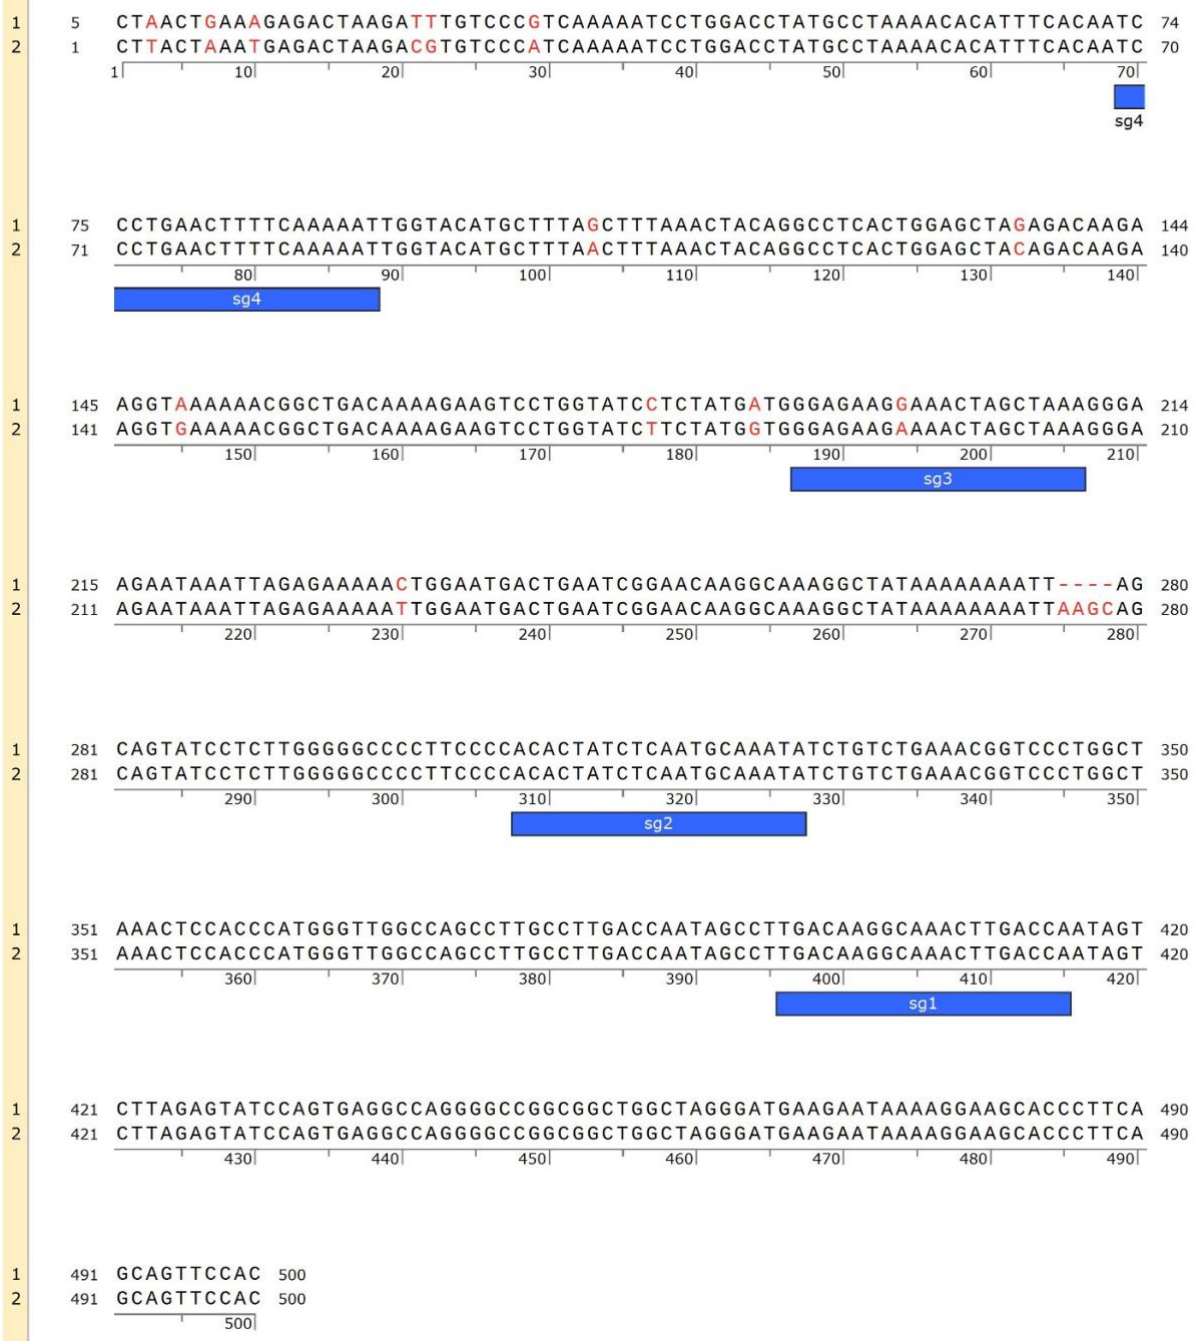 1 5 CTAACTGAAAGAGACTAAGATTTGTCCCGTCAAAAATCCTGGACCTATGCCTAAAACACATTTCACAATC 74
2 1 CTTACTAAATGAGACTAAGACGTGTCCCATCAAAAATCCTGGACCTATGCCTAAAACACATTTCACAATC 70
1| 10| 20| 30| 40| 50| 60| 70|
sg4
1 75 CCTGAACTTTTCAAAAATTGGTACATGCTTTAGCTTTAAACTACAGGCCTCACTGGAGCTAGAGACAAGA 144
2 71 CCTGAACTTTTCAAAAATTGGTACATGCTTTAACTTTAAACTACAGGCCTCACTGGAGCTACAGACAAGA 140
80| 90| 100| 110| 120| 130| 140|
sg4
1 145 AGGTAAAAAACGGCTGACAAAAGAAGTCCTGGTATCCTCTATGATGGGAGAAGGAAACTAGCTAAAGGGA 214
2 141 AGGTGAAAAACGGCTGACAAAAGAAGTCCTGGTATCTTCTATGGTGGGAGAAGAAAACTAGCTAAAGGGA 210
150| 160| 170| 180| 190| 200| 210|
sg3
1 215 AGAATAAATTAGAGAAAAACTGGAATGACTGAATCGGAACAAGGCAAAGGCTATAAAAAAAATT----AG 280
2 211 AGAATAAATTAGAGAAAAATTGGAATGACTGAATCGGAACAAGGCAAAGGCTATAAAAAAAATTAAGCAG 280
220| 230| 240| 250| 260| 270| 280|
1 281 CAGTATCCTCTTGGGGGCCCCTTCCCCACACTATCTCAATGCAAATATCTGTCTGAAACGGTCCCTGGCT 350
2 281 CAGTATCCTCTTGGGGGCCCCTTCCCCACACTATCTCAATGCAAATATCTGTCTGAAACGGTCCCTGGCT 350
290| 300| 310| 320| 330| 340| 350|
sg2
1 351 AAACTCCACCCATGGGTTGGCCAGCCTTGCCTTGACCAATAGCCTTGACAAGGCAAACTTGACCAATAGT 420
2 351 AAACTCCACCCATGGGTTGGCCAGCCTTGCCTTGACCAATAGCCTTGACAAGGCAAACTTGACCAATAGT 420
360| 370| 380| 390| 400| 410| 420|
sg1
1 421 CTTAGAGTATCCAGTGAGGCCAGGGGCCGGCGGCTGGCTAGGGATGAAGAATAAAAGGAAGCACCCTTCA 490
2 421 CTTAGAGTATCCAGTGAGGCCAGGGGCCGGCGGCTGGCTAGGGATGAAGAATAAAAGGAAGCACCCTTCA 490
430| 440| 450| 460| 470| 480| 490|
1 491 GCAGTTCCAC 500
2 491 GCAGTTCCAC 500
500|